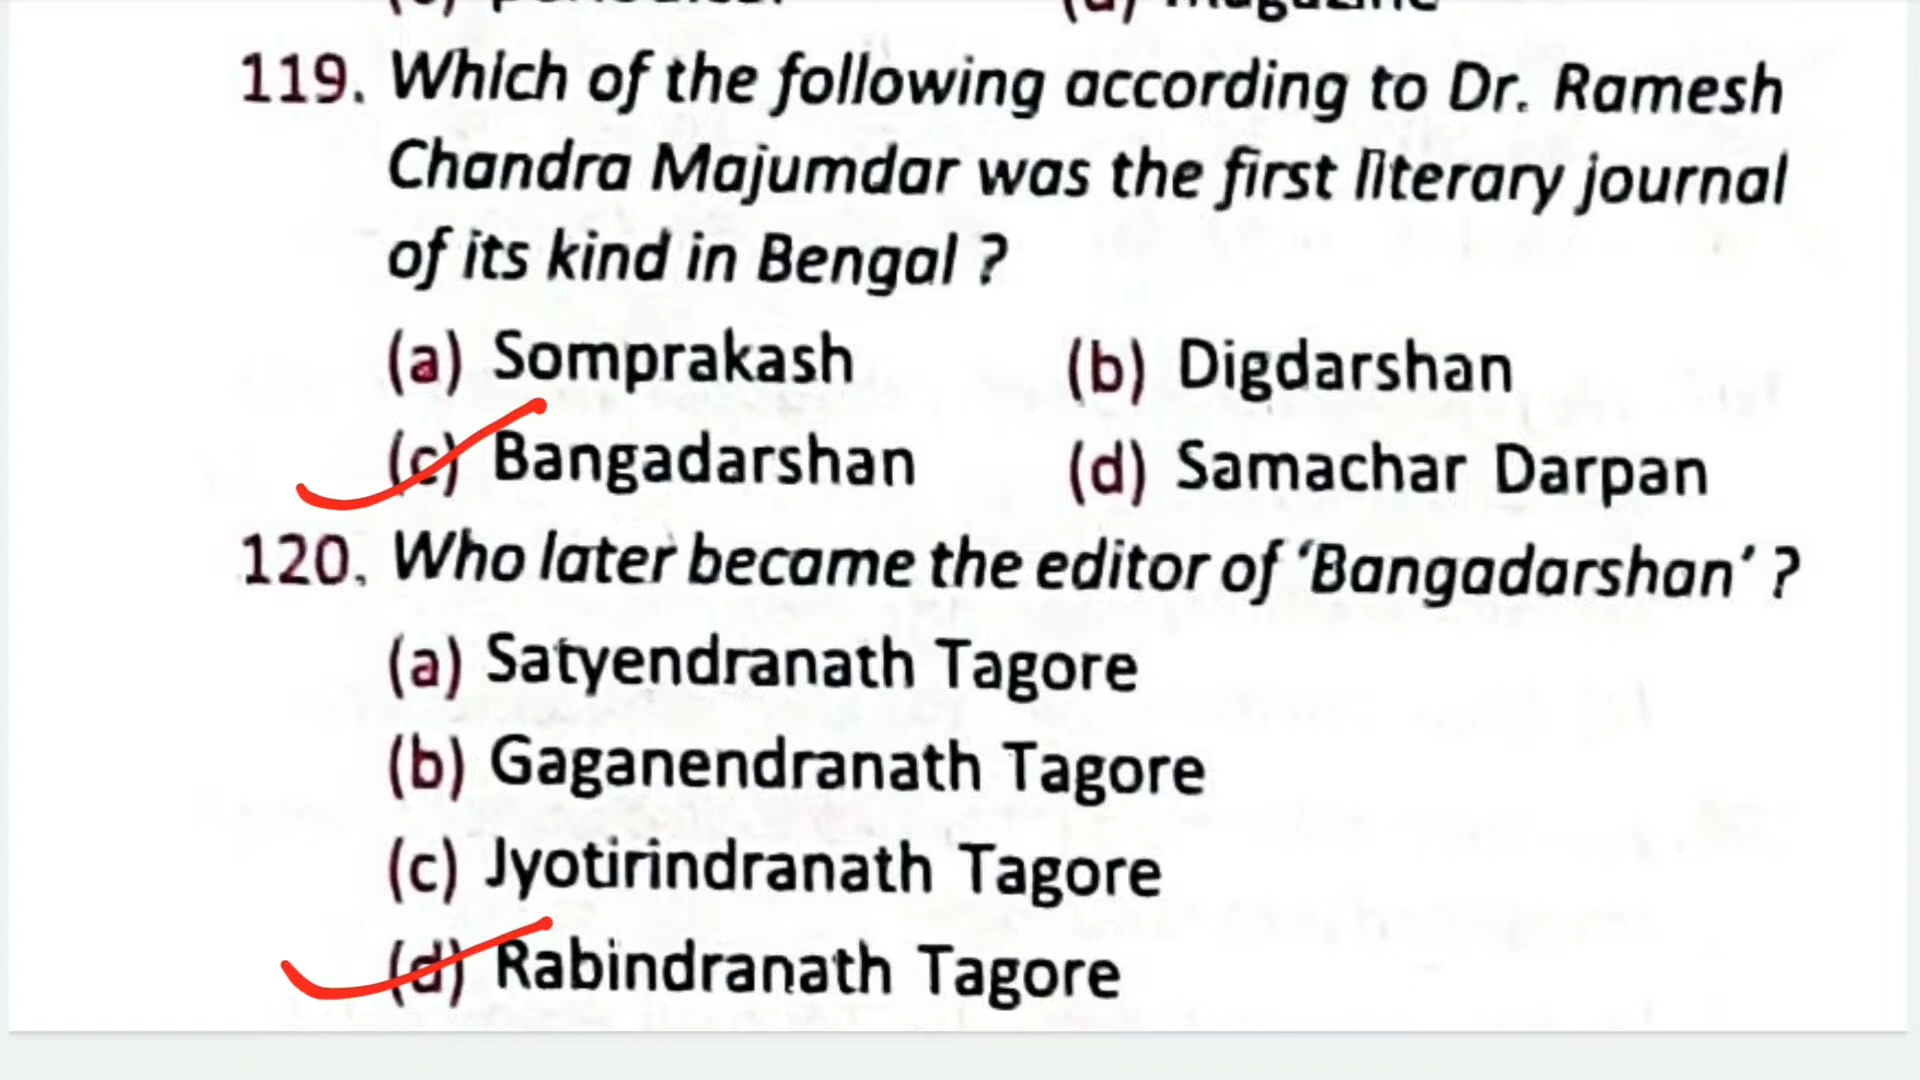 119. Which of the following according to Dr. Ramesh
Chandra Majumdar was the first literary journal
of its kind in Bengal ?
(a) Somprakash (b) Digdarshan
(c) Bangadarshan (d) Samachar Darpan
120. Who later became the editor of ‘Bangadarshan’ ?
(a) Satyendranath Tagore
(b) Gaganendranath Tagore
(c) Jyotirindranath Tagore
(d) Rabindranath Tagore